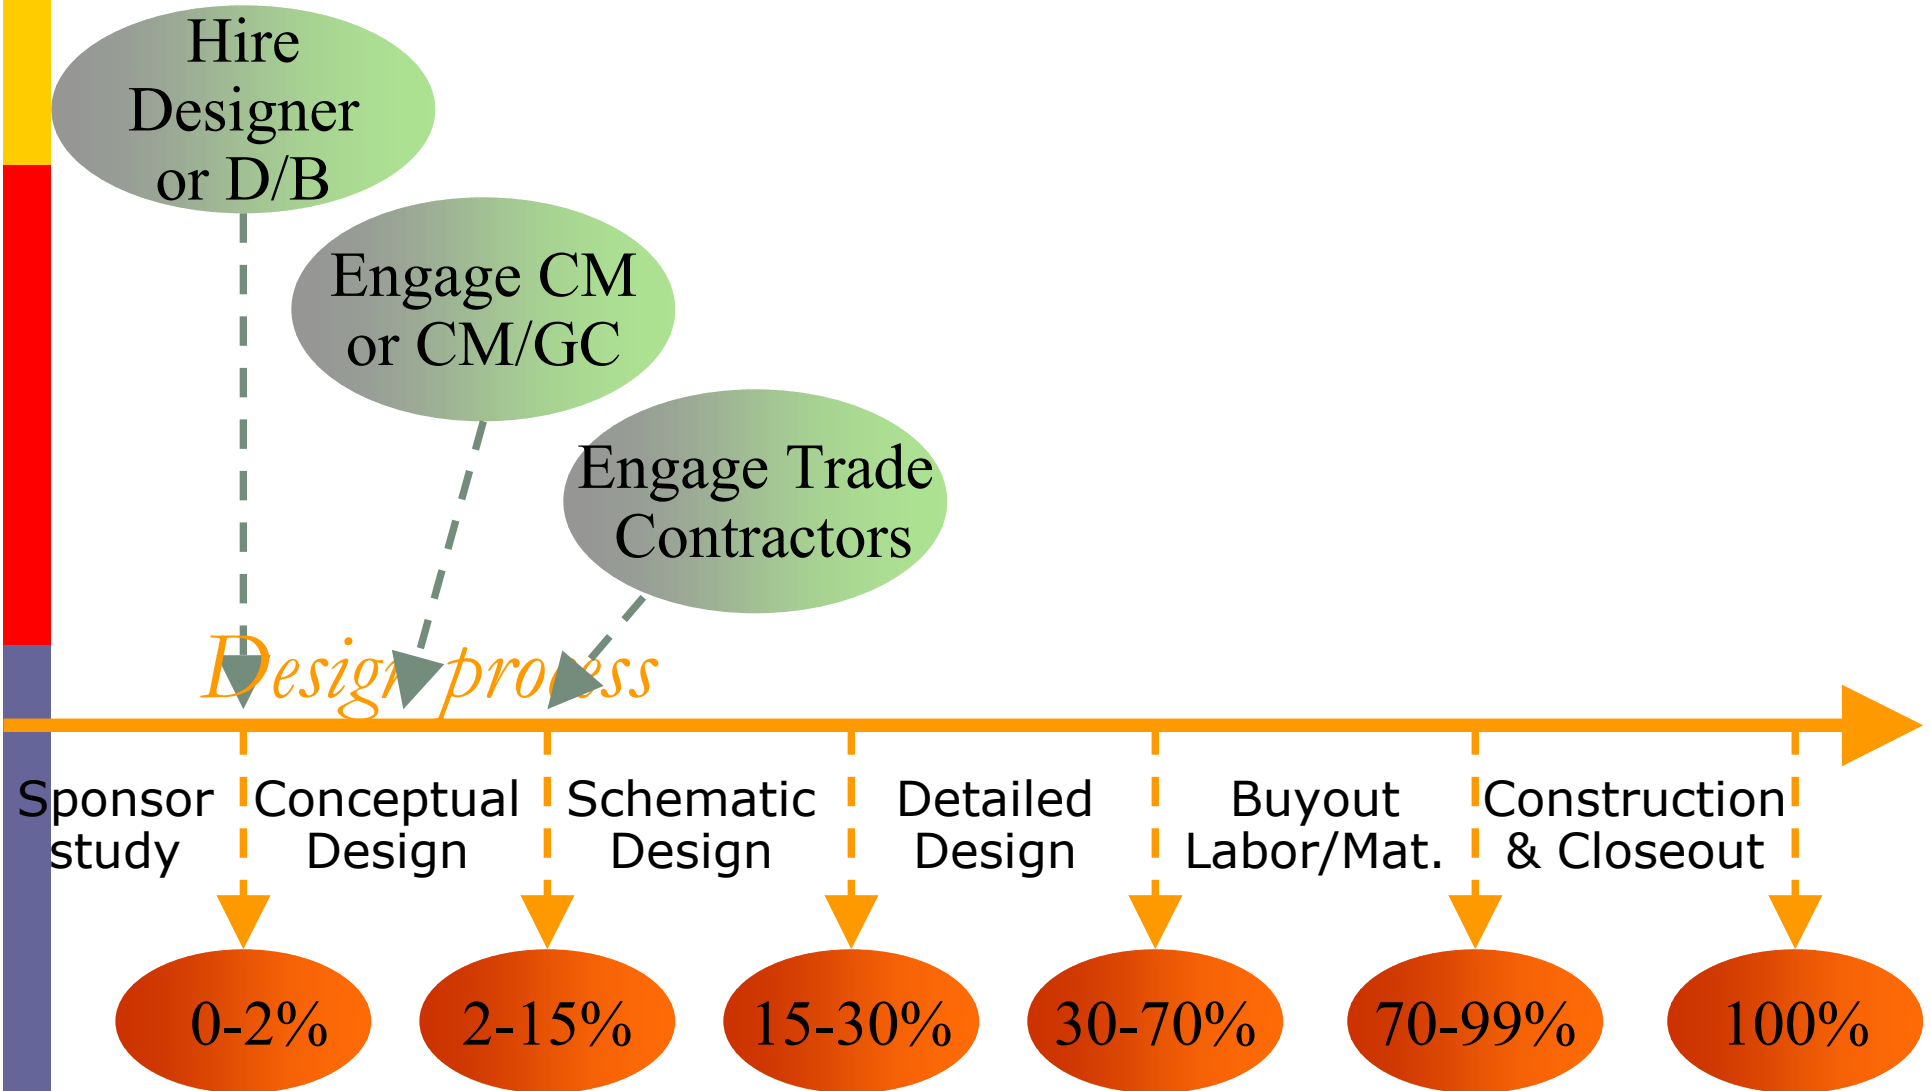 Hire
Designer
or D/B
Engage CM
or CM/GC
Engage Trade
Contractors
Design process
Sponsor
study
Conceptual
Design
Schematic
Design
Detailed
Design
Buyout
Labor/Mat.
Construction
& Closeout
0-2%
2-15%
15-30%
30-70%
70-99%
100%